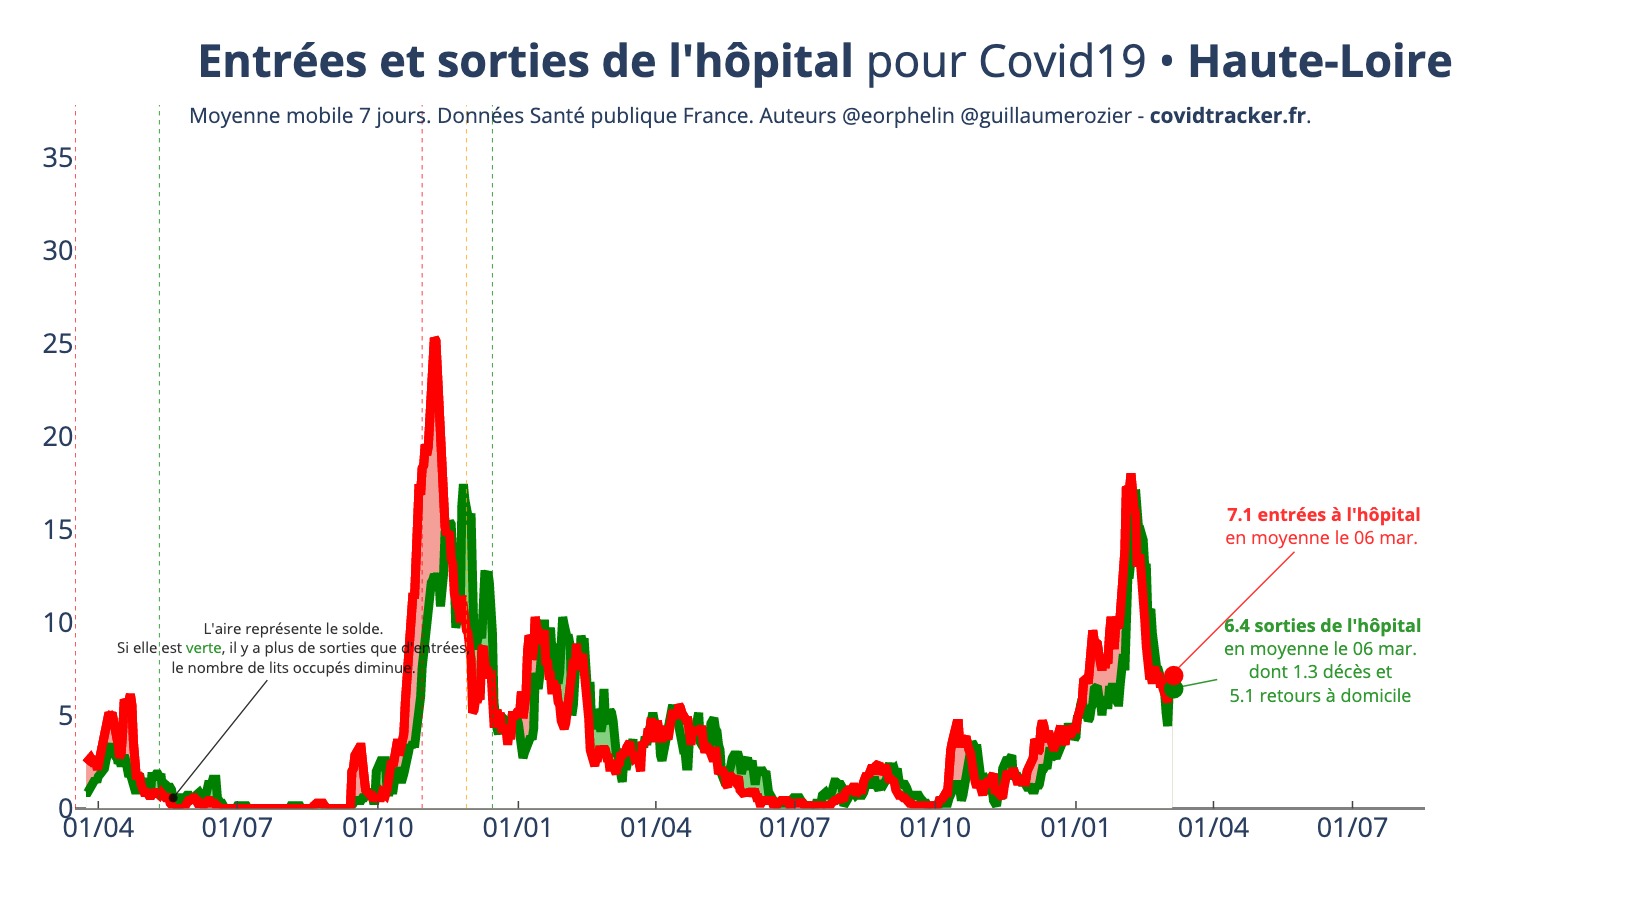 Entrées et sorties de l'hôpital pour Covid19 • Haute-Loire
Moyenne mobile 7 jours. Données Santé publique France. Auteurs @eorphelin @guillaumerozier - covidtracker.fr.
35
30
25
20
15
10
5
0
L'aire représente le solde.
Si elle est verte, il y a plus de sorties que d'entrées,
le nombre de lits occupés diminue.
7.1 entrées à l'hôpital
en moyenne le 06 mar.
6.4 sorties de l'hôpital
en moyenne le 06 mar.
dont 1.3 décès et
5.1 retours à domicile
01/04 01/07 01/10 01/01 01/04 01/07 01/10 01/01 01/04 01/07